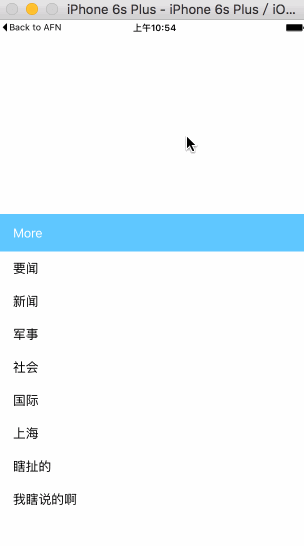 iPhone 6s Plus - iPhone 6s Plus / iO...
Back to AFN
上午10:54
More
要闻
新闻
军事
社会
国际
上海
瞎扯的
我瞎说的啊